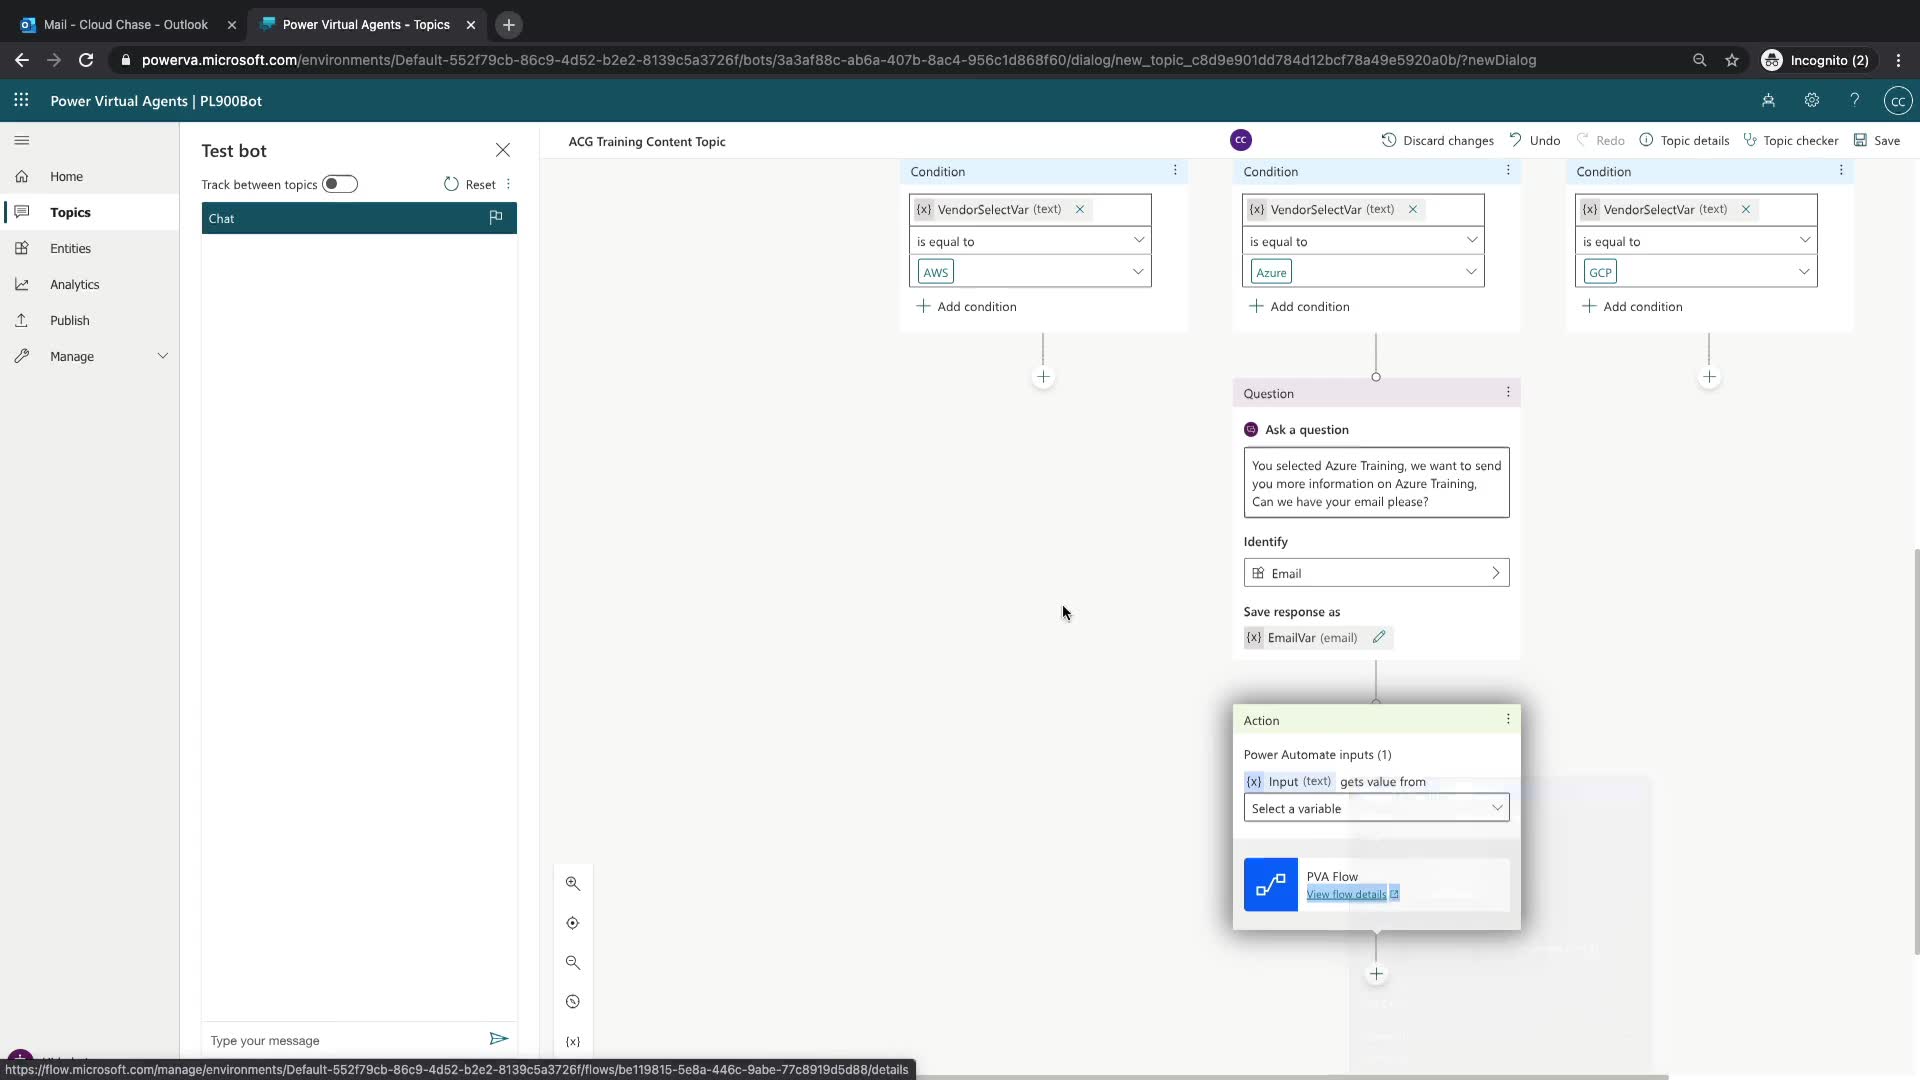 Mail - Cloud Chase - Outlook
Power Virtual Agents - Topics
powerva.microsoft.com/environments/Default-552f79cb-86c9-4d52-b2e2-8139c5a3726f/bots/3a3af88c-ab6a-407b-8ac4-956c1d868f60/dialog/new_topic_c8d9e901dd784d12bcf78a49e5920a0b/?newDialog
Incognito (2)
Power Virtual Agents | PL900Bot
CC
Home
Topics
Entities
Analytics
Publish
Manage
Test bot
Track between topics
Reset
Chat
Type your message
ACG Training Content Topic
CC
Discard changes
Undo
Redo
Topic details
Topic checker
Save
Condition
{x} VendorSelectVar (text)
is equal to
AWS
Add condition
Condition
{x} VendorSelectVar (text)
is equal to
Azure
Add condition
Condition
{x} VendorSelectVar (text)
is equal to
GCP
Add condition
Question
Ask a question
You selected Azure Training, we want to send
you more information on Azure Training,
Can we have your email please?
Identify
Email
Save response as
{x} EmailVar (email)
Action
Power Automate inputs (1)
{x} Input (text) gets value from
Select a variable
PVA Flow
View flow details
{x}
https://flow.microsoft.com/manage/environments/Default-552f79cb-86c9-4d52-b2e2-8139c5a3726f/flows/be119815-5e8a-446c-9abe-77c8919d5d88/details